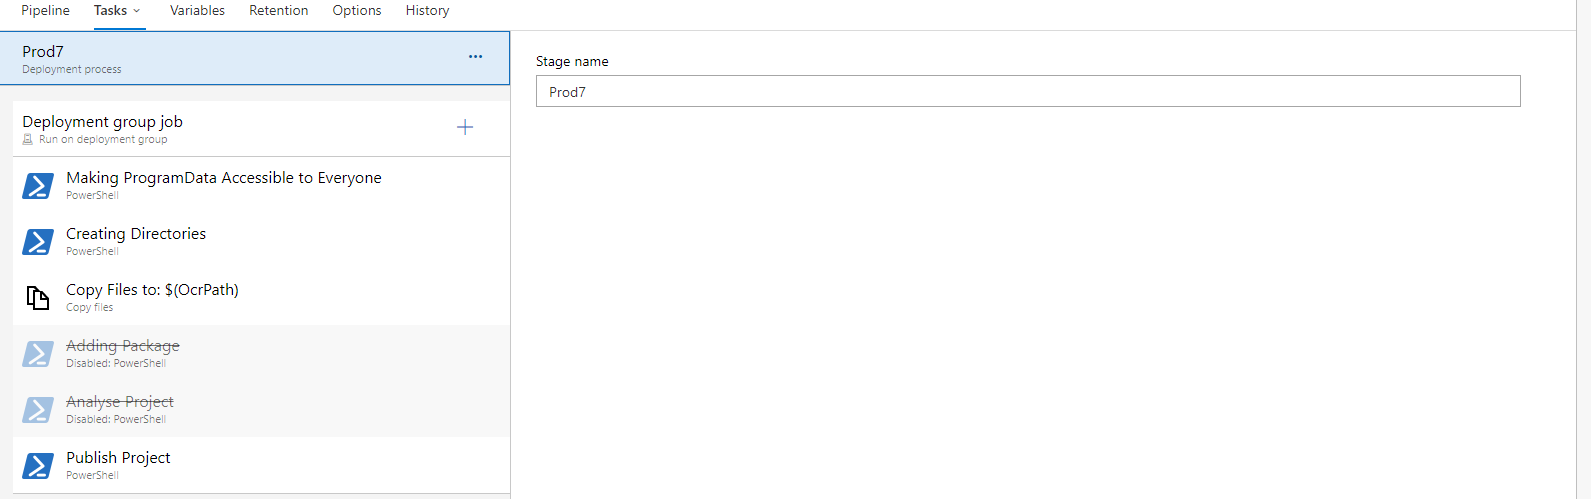 Pipeline Tasks Variables Retention Options History
Prod7
Deployment process
Stage name
Prod7
Deployment group job
Run on deployment group
Making ProgramData Accessible to Everyone
PowerShell
Creating Directories
PowerShell
Copy Files to: $(OcrPath)
Copy files
Adding Package
Disabled: PowerShell
Analyse Project
Disabled: PowerShell
Publish Project
PowerShell